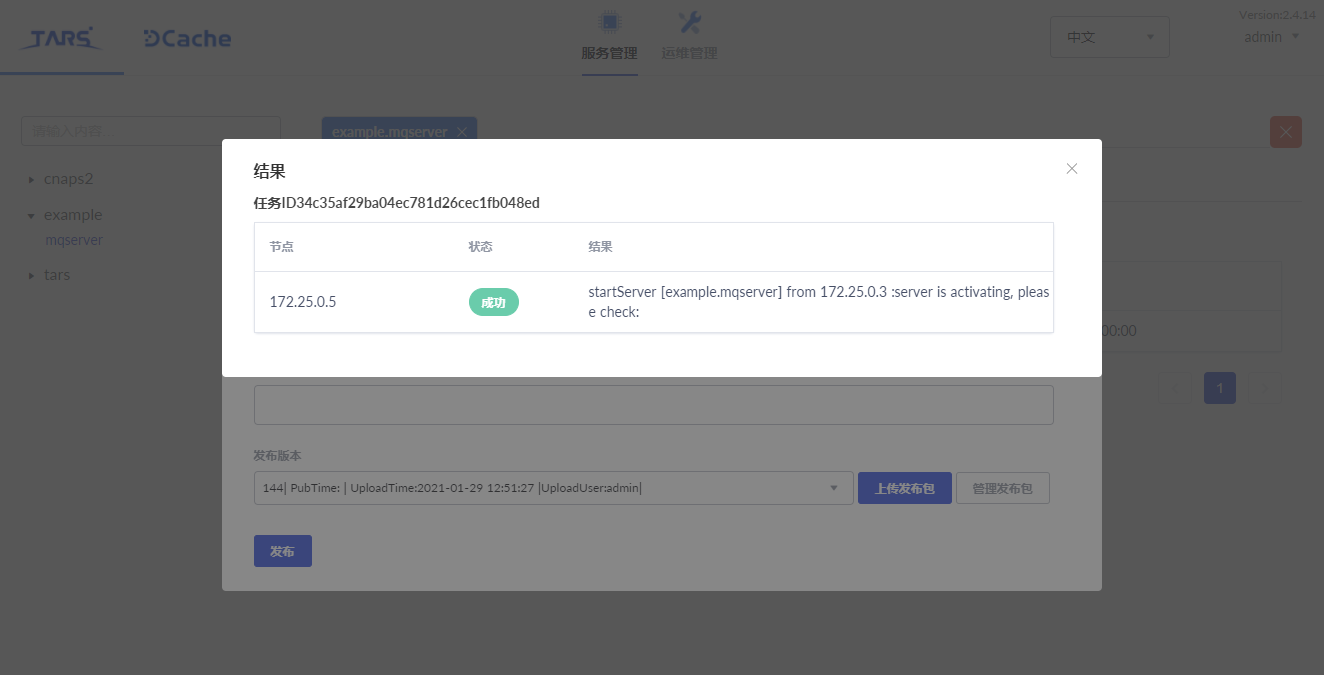 TARS
DCache
服务管理
运维管理
中文
Version:2.4.14
admin
请输入内容
example.mqserver
cnaps2
example
mqserver
tars
结果
任务ID34c35af29ba04ec781d26cec1fb048ed
节点 状态 结果
172.25.0.5 成功 startServer [example.mqserver] from 172.25.0.3 :server is activating, pleas
e check:
00:00
1
发布版本
144| PubTime: | UploadTime:2021-01-29 12:51:27 |UploadUser:admin|
上传发布包
管理发布包
发布